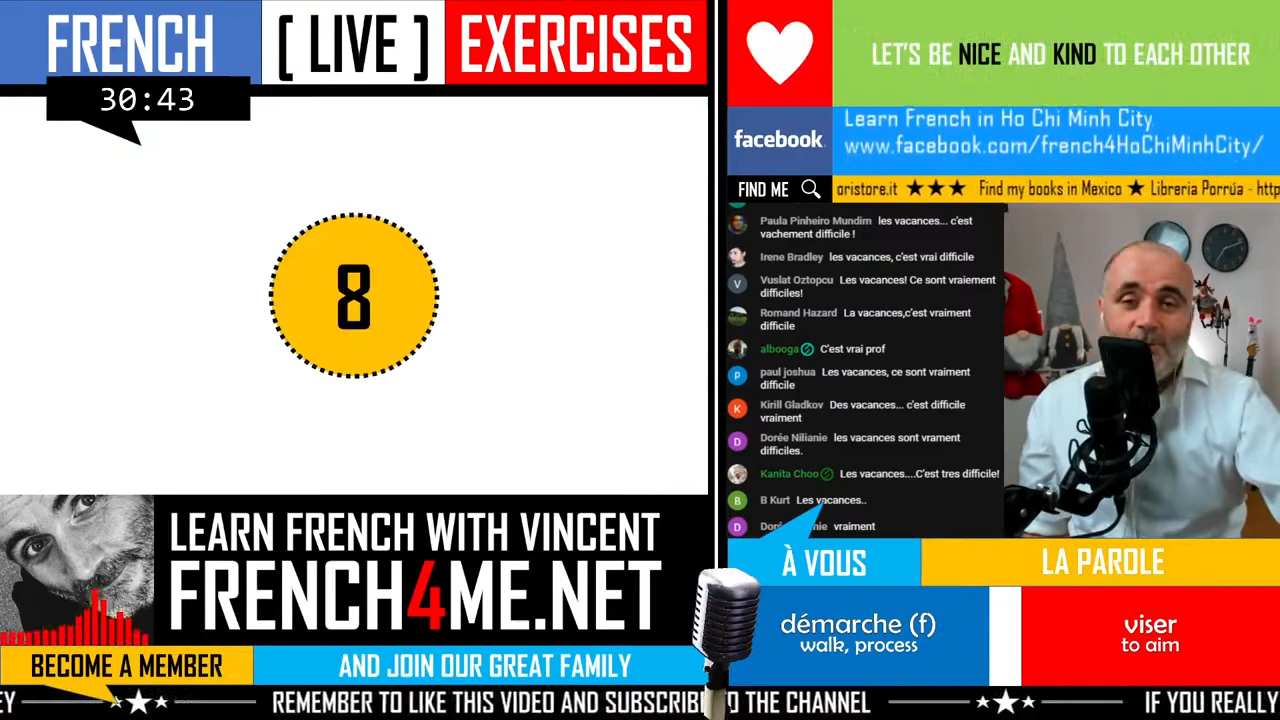 FRENCH
[ LIVE ]
EXERCISES
30:43
8
LEARN FRENCH WITH VINCENT
FRENCH4ME.NET
BECOME A MEMBER
AND JOIN OUR GREAT FAMILY
LET'S BE NICE AND KIND TO EACH OTHER
facebook.
Learn French in Ho Chi Minh City
www.facebook.com/french4HoChiMinhCity/
FIND ME
oristore.it ★★★ Find my books in Mexico ★ Libreria Porrúa - http
Paula Pinheiro Mundim les vacances... c'est
vachement difficile !
Irene Bradley les vacances, c'est vrai difficile
V
Vuslat Oztopcu Les vacances! Ce sont vraiement
difficiles!
Romand Hazard La vacances,c'est vraiment
difficile
albooga C'est vrai prof
P
paul joshua Les vacances, ce sont vraiment
difficile
K
Kirill Gladkov Des vacances... c'est difficile
vraiment
D
Dorée Nilianie les vacances sont vrament
difficiles.
Kanita Choo Les vacances....C'est tres difficile!
B
B Kurt Les vacances..
D
vraiment
À VOUS
LA PAROLE
démarche (f)
walk, process
viser
to aim
EY
REMEMBER TO LIKE THIS VIDEO AND SUBSCRIB
O THE CHANNEL
IF YOU REALLY